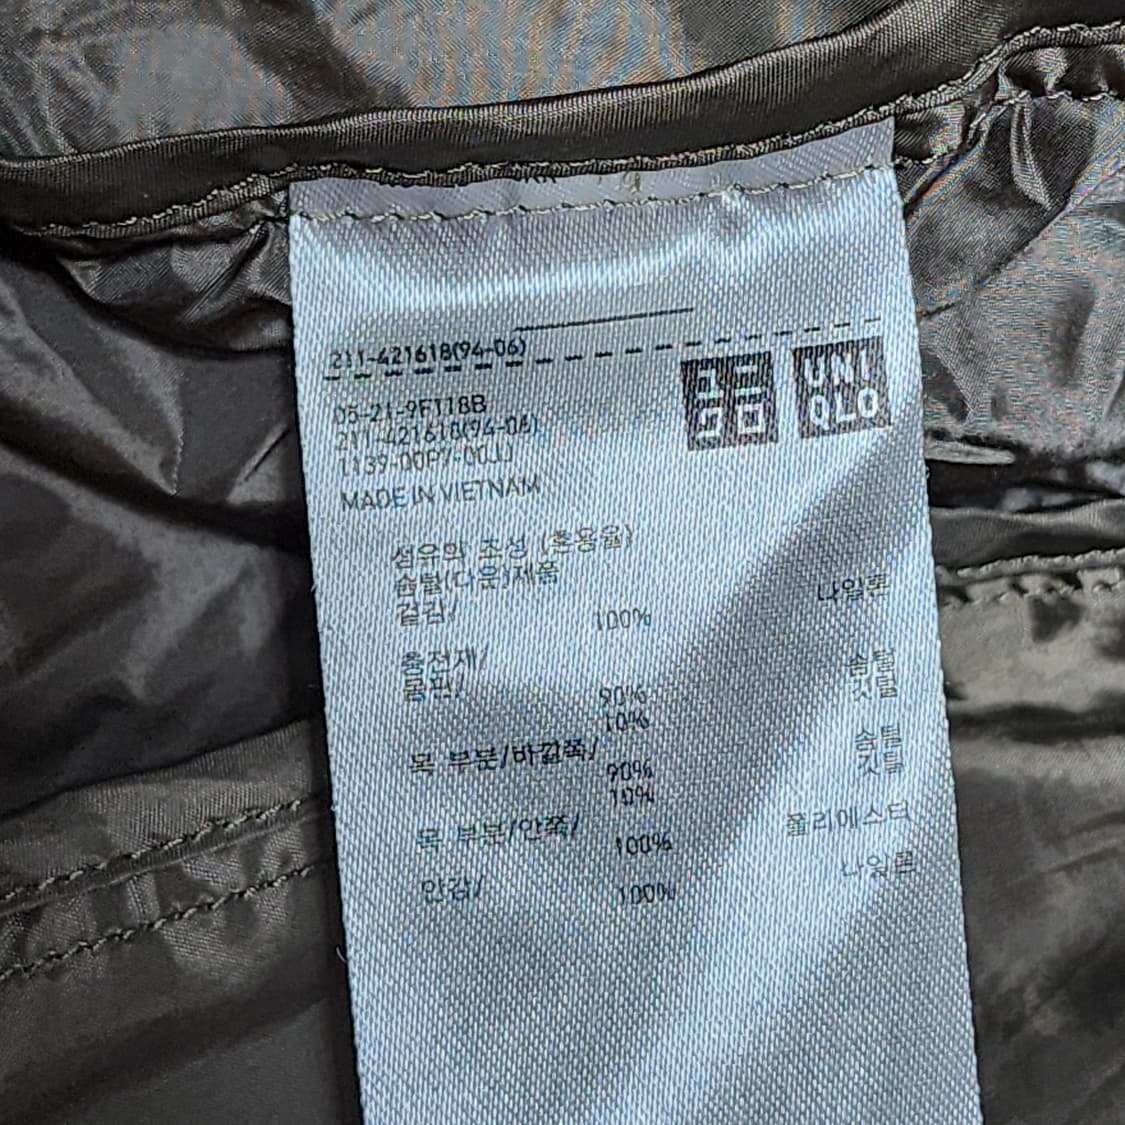 211-421618(94-06)
ユニ
クロ
UNI
QLO
05-21-9FT18B
211-421618(94-06)
MADE IN VIETNAM
섬유의 조성 (혼용율)
솜털(다운)제품
겉감/
100% 나일론
충전재/
몸판/
90% 솜털
10% 깃털
목 부분/바깥쪽/
90% 솜털
10% 깃털
목 부분/안쪽/
100% 폴리에스터
안감/ 100% 나일론